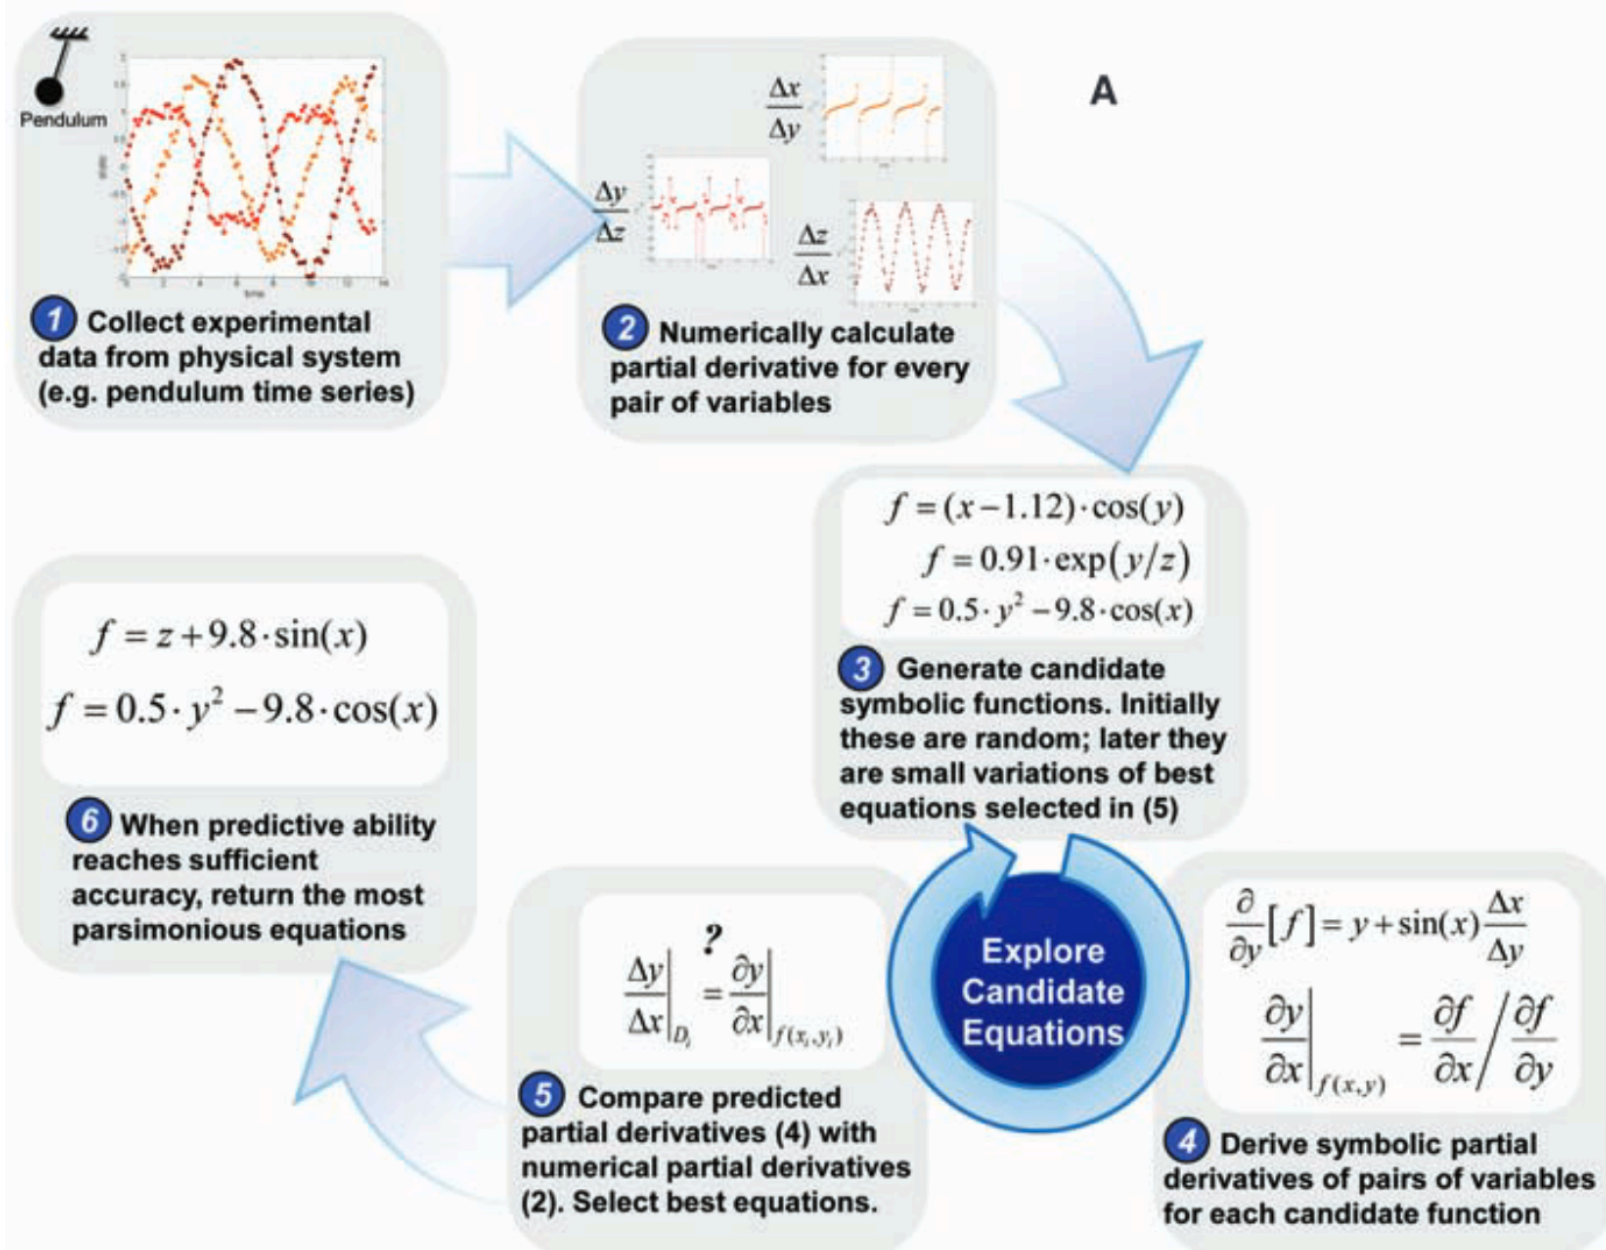 Pendulum
time
1 Collect experimental
data from physical system
(e.g. pendulum time series)
A
Δx
Δy
Δy
Δz
Δz
Δx
2 Numerically calculate
partial derivative for every
pair of variables
f = (x−1.12)·cos(y)
f = 0.91·exp(y/z)
f = 0.5·y² −9.8·cos(x)
3 Generate candidate
symbolic functions. Initially
these are random; later they
are small variations of best
equations selected in (5)
∂/∂y [f] = y + sin(x) Δx/Δy
∂y/∂x|f(x,y) = ∂f/∂x / ∂f/∂y
4 Derive symbolic partial
derivatives of pairs of variables
for each candidate function
Explore
Candidate
Equations
?
Δy/Δx|Di = ∂y/∂x|f(xi,yi)
5 Compare predicted
partial derivatives (4) with
numerical partial derivatives
(2). Select best equations.
f = z+9.8·sin(x)
f = 0.5·y² −9.8·cos(x)
6 When predictive ability
reaches sufficient
accuracy, return the most
parsimonious equations